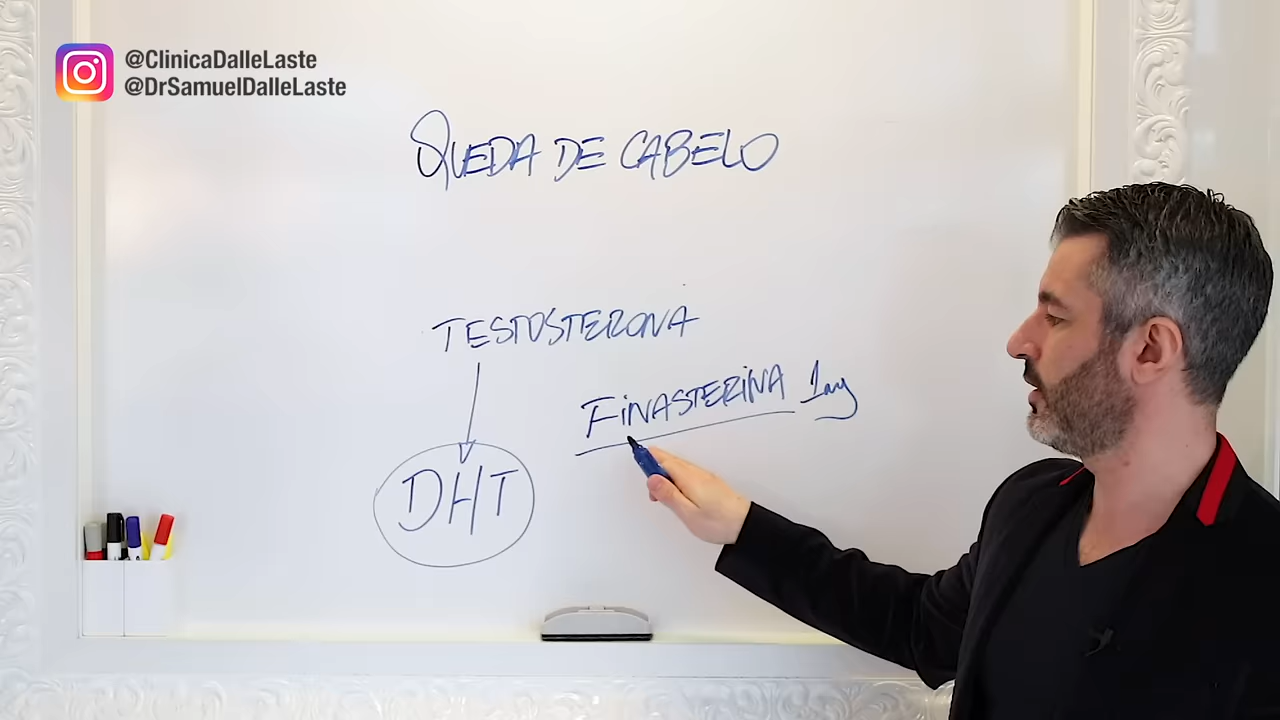 @ClinicaDalleLaste
@DrSamuelDalleLaste
QUEDA DE CABELO
TESTOSTERONA
FINASTERINA 1mg
DHT